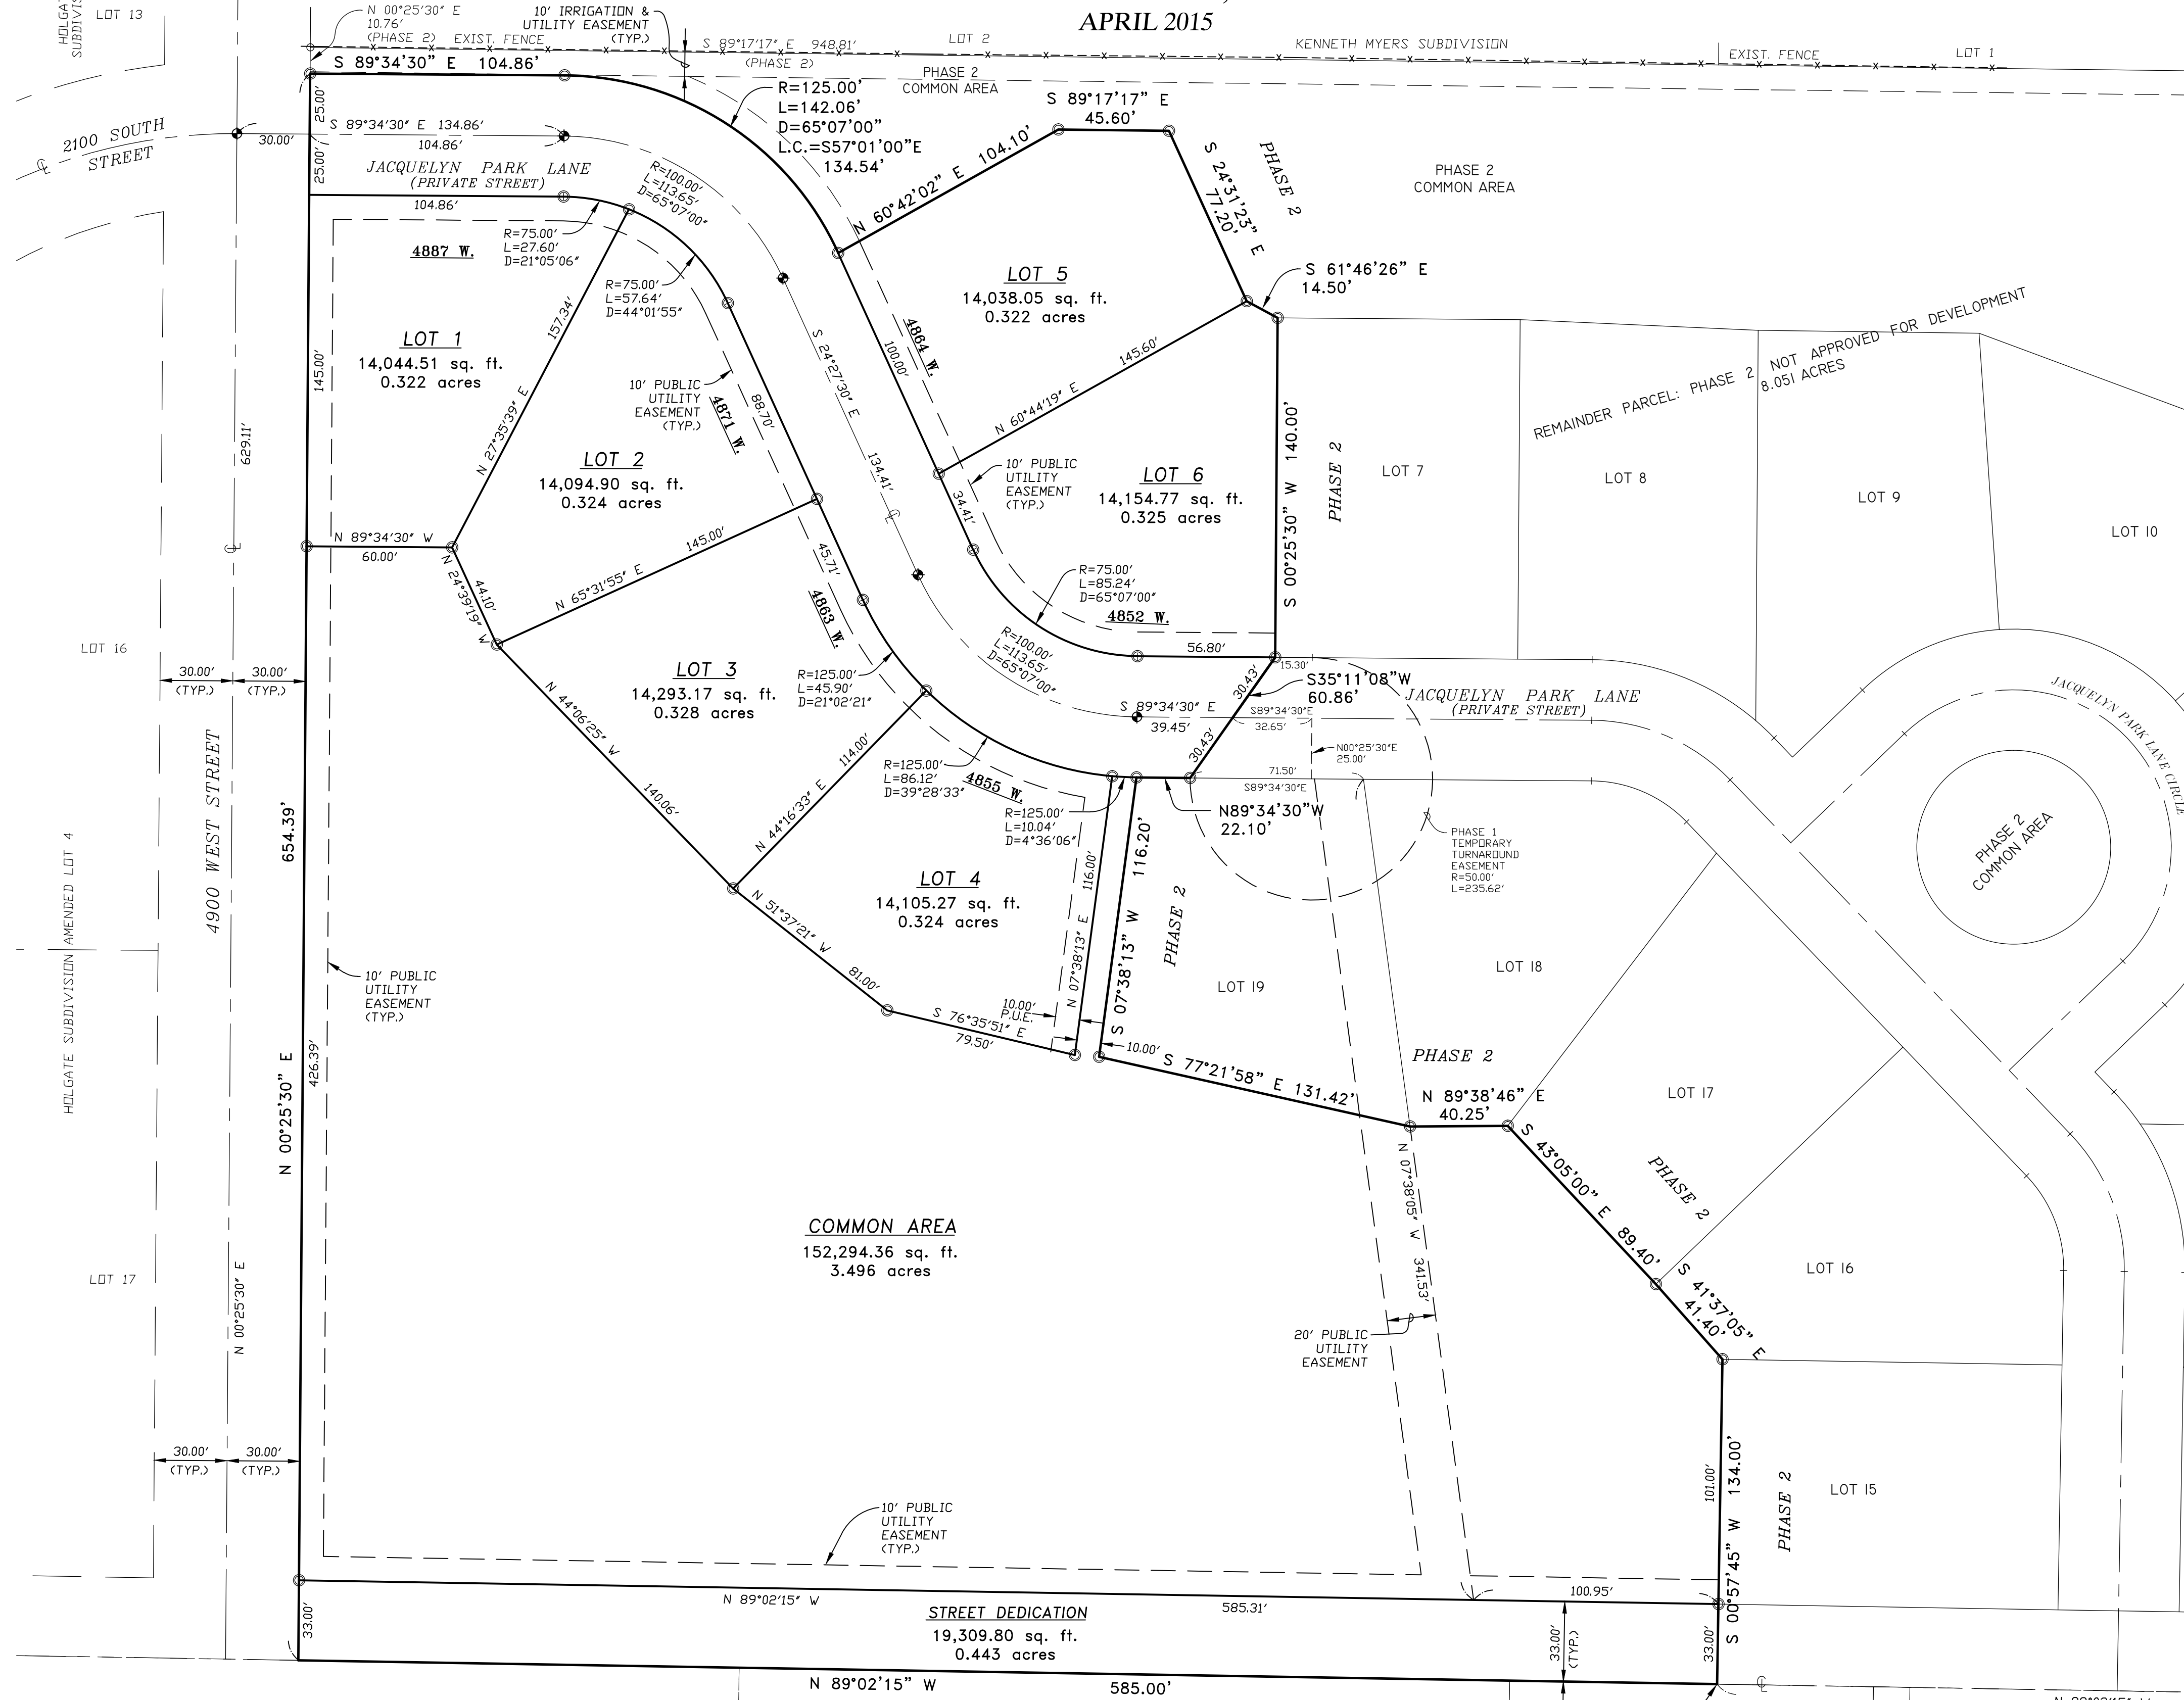 APRIL 2015
HOLGA
SUBDIVIS
LOT 13
N 00°25'30" E
10.76'
(PHASE 2)
EXIST. FENCE
10' IRRIGATION &
UTILITY EASEMENT
(TYP.)
S 89°17'17" E 948.81'
(PHASE 2)
LOT 2
KENNETH MYERS SUBDIVISION
EXIST. FENCE
LOT 1
S 89°34'30" E 104.86'
PHASE 2
COMMON AREA
R=125.00'
L=142.06'
D=65°07'00"
L.C.=S57°01'00"E
134.54'
S 89°17'17" E
45.60'
N 60°42'02" E 104.10'
S 24°31'23" E
77.20'
PHASE 2
PHASE 2
COMMON AREA
2100 SOUTH
STREET
30.00'
25.00'
25.00'
S 89°34'30" E 134.86'
104.86'
JACQUELYN PARK LANE
(PRIVATE STREET)
104.86'
R=100.00'
L=113.65'
D=65°07'00"
R=75.00'
L=27.60'
D=21°05'06"
4887 W.
R=75.00'
L=57.64'
D=44°01'55"
LOT 5
14,038.05 sq. ft.
0.322 acres
S 61°46'26" E
14.50'
REMAINDER PARCEL: PHASE 2 NOT APPROVED FOR DEVELOPMENT
8.051 ACRES
LOT 1
14,044.51 sq. ft.
0.322 acres
145.00'
157.34'
N 27°35'39" E
10' PUBLIC
UTILITY
EASEMENT
(TYP.)
4871 W.
88.70'
S 24°27'30" E
134.41'
100.00'
4864 W.
145.60'
N 60°44'19" E
629.11'
LOT 2
14,094.90 sq. ft.
0.324 acres
10' PUBLIC
UTILITY
EASEMENT
(TYP.)
34.41'
LOT 6
14,154.77 sq. ft.
0.325 acres
S 00°25'30" W 140.00'
PHASE 2
LOT 7
LOT 8
LOT 9
LOT 10
N 89°34'30" W
60.00'
N 24°39'19" W
44.10'
145.00'
N 65°31'55" E
45.71'
4863 W.
R=75.00'
L=85.24'
D=65°07'00"
4852 W.
56.80'
LOT 16
30.00'
(TYP.)
30.00'
(TYP.)
LOT 3
14,293.17 sq. ft.
0.328 acres
R=125.00'
L=45.90'
D=21°02'21"
R=100.00'
L=113.65'
D=65°07'00"
S 89°34'30" E
39.45'
15.30'
30.43'
30.43'
S35°11'08"W
60.86'
S89°34'30"E
32.65'
JACQUELYN PARK LANE
(PRIVATE STREET)
JACQUELYN PARK LANE CIRCLE
N 44°06'25" W
140.06'
114.00'
N 44°16'33" E
R=125.00'
L=86.12'
D=39°28'33"
4855 W.
R=125.00'
L=10.04'
D=4°36'06"
N00°25'30"E
25.00'
71.50'
S89°34'30"E
N89°34'30"W
22.10'
PHASE 1
TEMPORARY
TURNAROUND
EASEMENT
R=50.00'
L=235.62'
PHASE 2
COMMON AREA
4900 WEST STREET
654.39'
N 00°25'30" E
426.39'
HOLGATE SUBDIVISION AMENDED LOT 4
LOT 4
14,105.27 sq. ft.
0.324 acres
116.00'
N 07°38'13" E
116.20'
S 07°38'13" W
PHASE 2
LOT 19
LOT 18
N 51°37'21" W
81.00'
10' PUBLIC
UTILITY
EASEMENT
(TYP.)
10.00'
P.U.E.
S 76°35'51" E
79.50'
10.00'
S 77°21'58" E 131.42'
PHASE 2
N 89°38'46" E
40.25'
LOT 17
N 07°38'05" W 341.53'
S 43°05'00" E 89.40'
PHASE 2
COMMON AREA
152,294.36 sq. ft.
3.496 acres
LOT 17
N 00°25'30" E
S 41°37'05" E
41.40'
LOT 16
20' PUBLIC
UTILITY
EASEMENT
30.00'
(TYP.)
30.00'
(TYP.)
10' PUBLIC
UTILITY
EASEMENT
(TYP.)
101.00'
S 00°57'45" W 134.00'
PHASE 2
LOT 15
N 89°02'15" W
585.31'
100.95'
33.00'
STREET DEDICATION
19,309.80 sq. ft.
0.443 acres
33.00'
(TYP.)
33.00'
N 89°02'15" W
585.00'